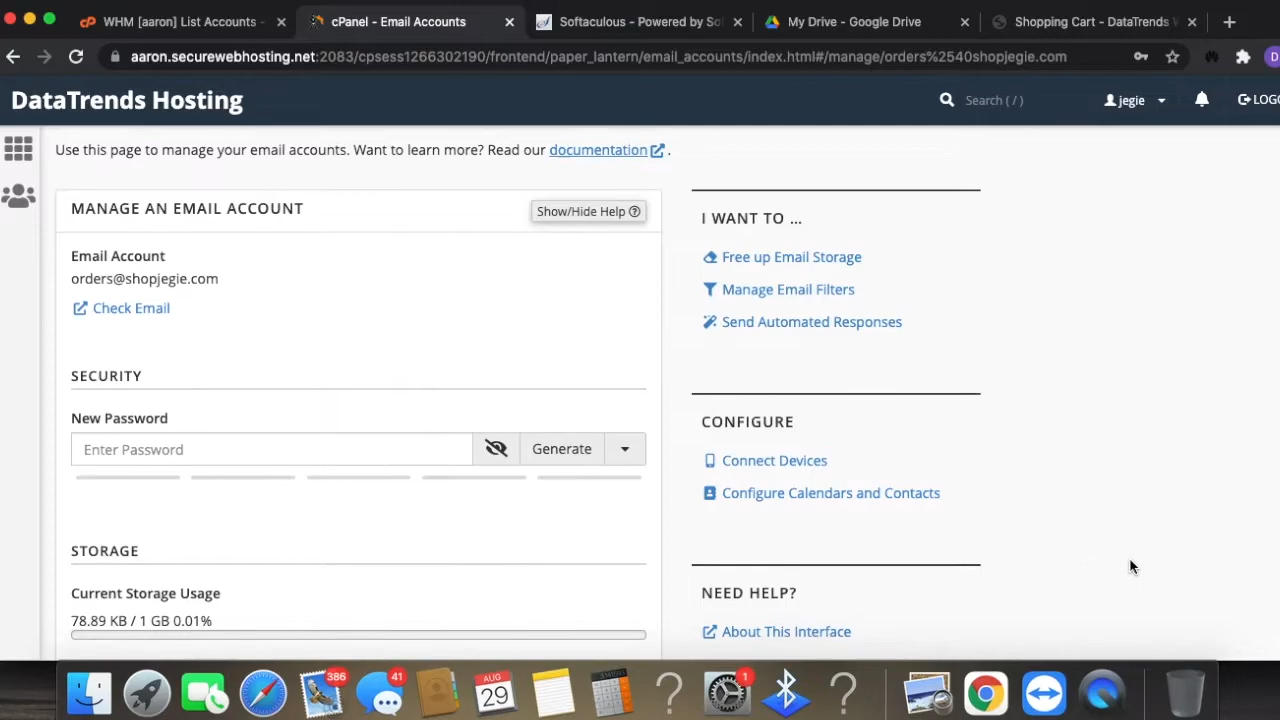 WHM [aaron] List Accounts -
cPanel - Email Accounts
Softaculous - Powered by Sof
My Drive - Google Drive
Shopping Cart - DataTrends W
aaron.securewebhosting.net:2083/cpsess1266302190/frontend/paper_lantern/email_accounts/index.html#/manage/orders%2540shopjegie.com
D
DataTrends Hosting
Search ( / )
jegie
LOGO
Use this page to manage your email accounts. Want to learn more? Read our documentation .
MANAGE AN EMAIL ACCOUNT
Show/Hide Help
Email Account
orders@shopjegie.com
Check Email
SECURITY
New Password
Enter Password
Generate
STORAGE
Current Storage Usage
78.89 KB / 1 GB 0.01%
I WANT TO ...
Free up Email Storage
Manage Email Filters
Send Automated Responses
CONFIGURE
Connect Devices
Configure Calendars and Contacts
NEED HELP?
About This Interface
386
41
AUG
29
1